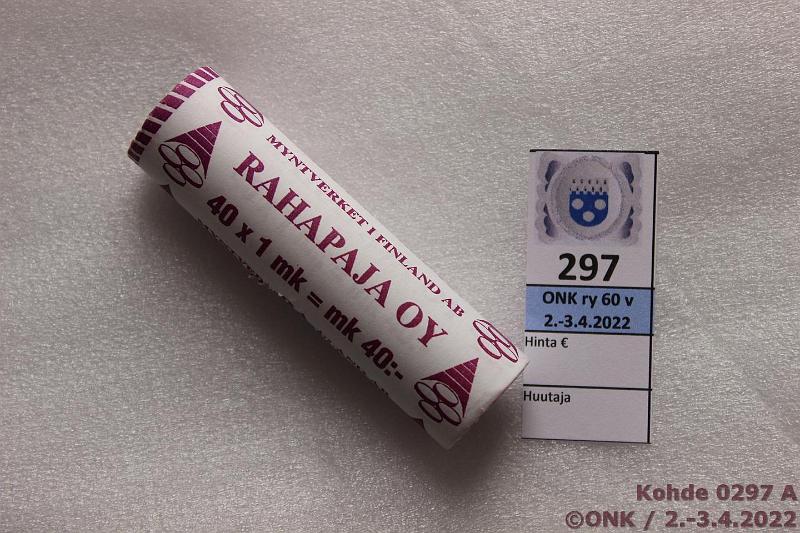 MYNTVERKET I FINLAND AB
RAHAPAJA OY
40 x 1 mk = mk 40:-
297
ONK ry 60 v
2.-3.4.2022
Hinta €
Huutaja
Kohde 0297 A
©ONK / 2.-3.4.2022